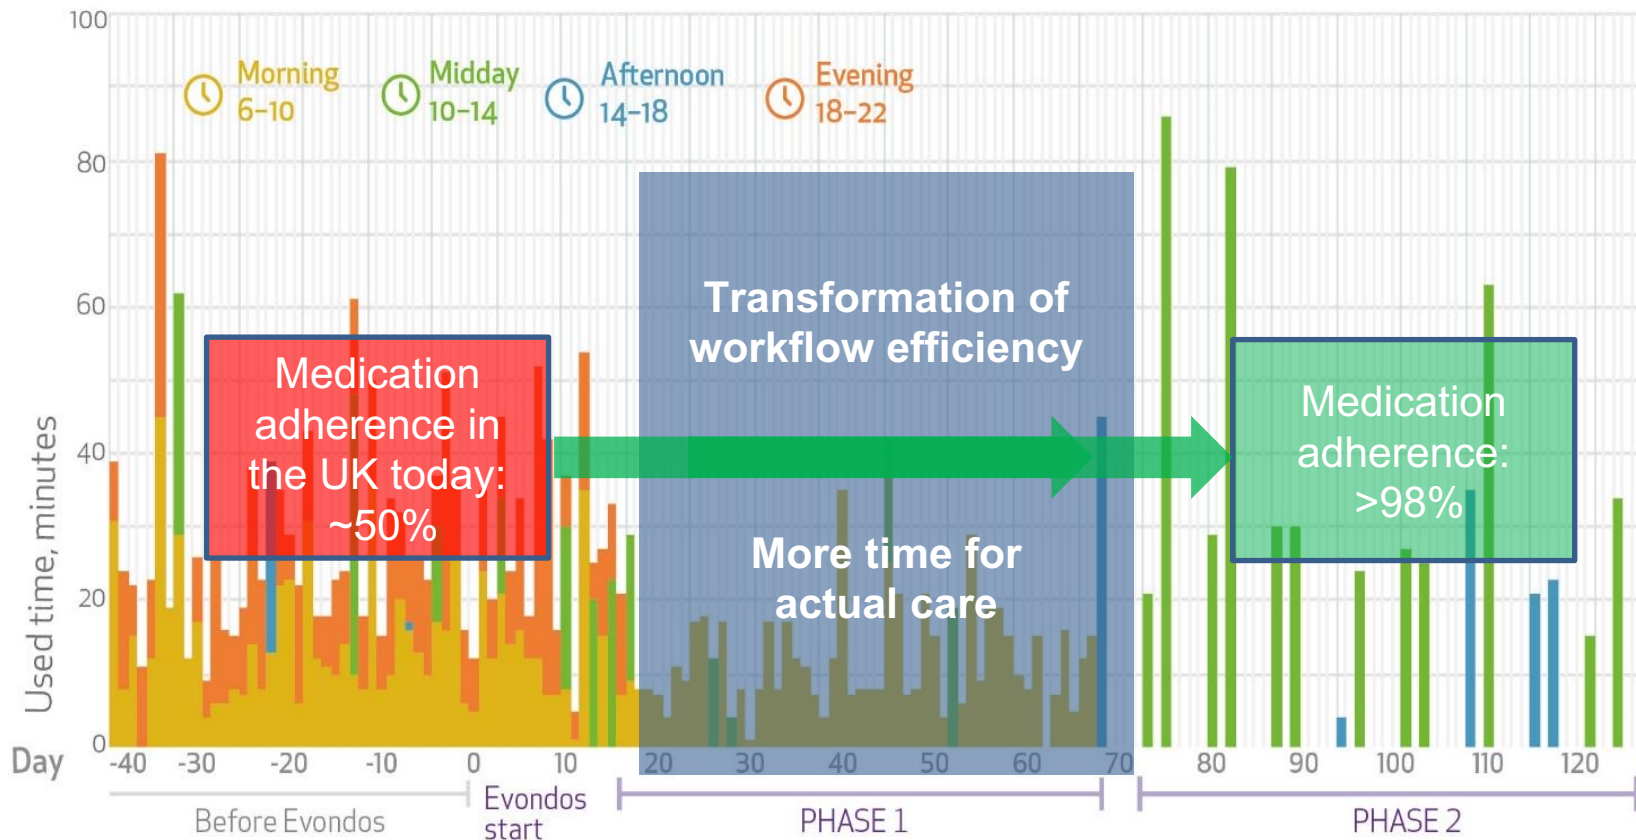 100
80
60
40
20
0
Used time, minutes
Morning
6–10
Midday
10–14
Afternoon
14–18
Evening
18–22
Medication
adherence in
the UK today:
~50%
Transformation of
workflow efficiency
More time for
actual care
Medication
adherence:
>98%
Day -40 -30 -20 -10 0 10 20 30 40 50 60 70 80 90 100 110 120
Before Evondos
Evondos
start
PHASE 1
PHASE 2